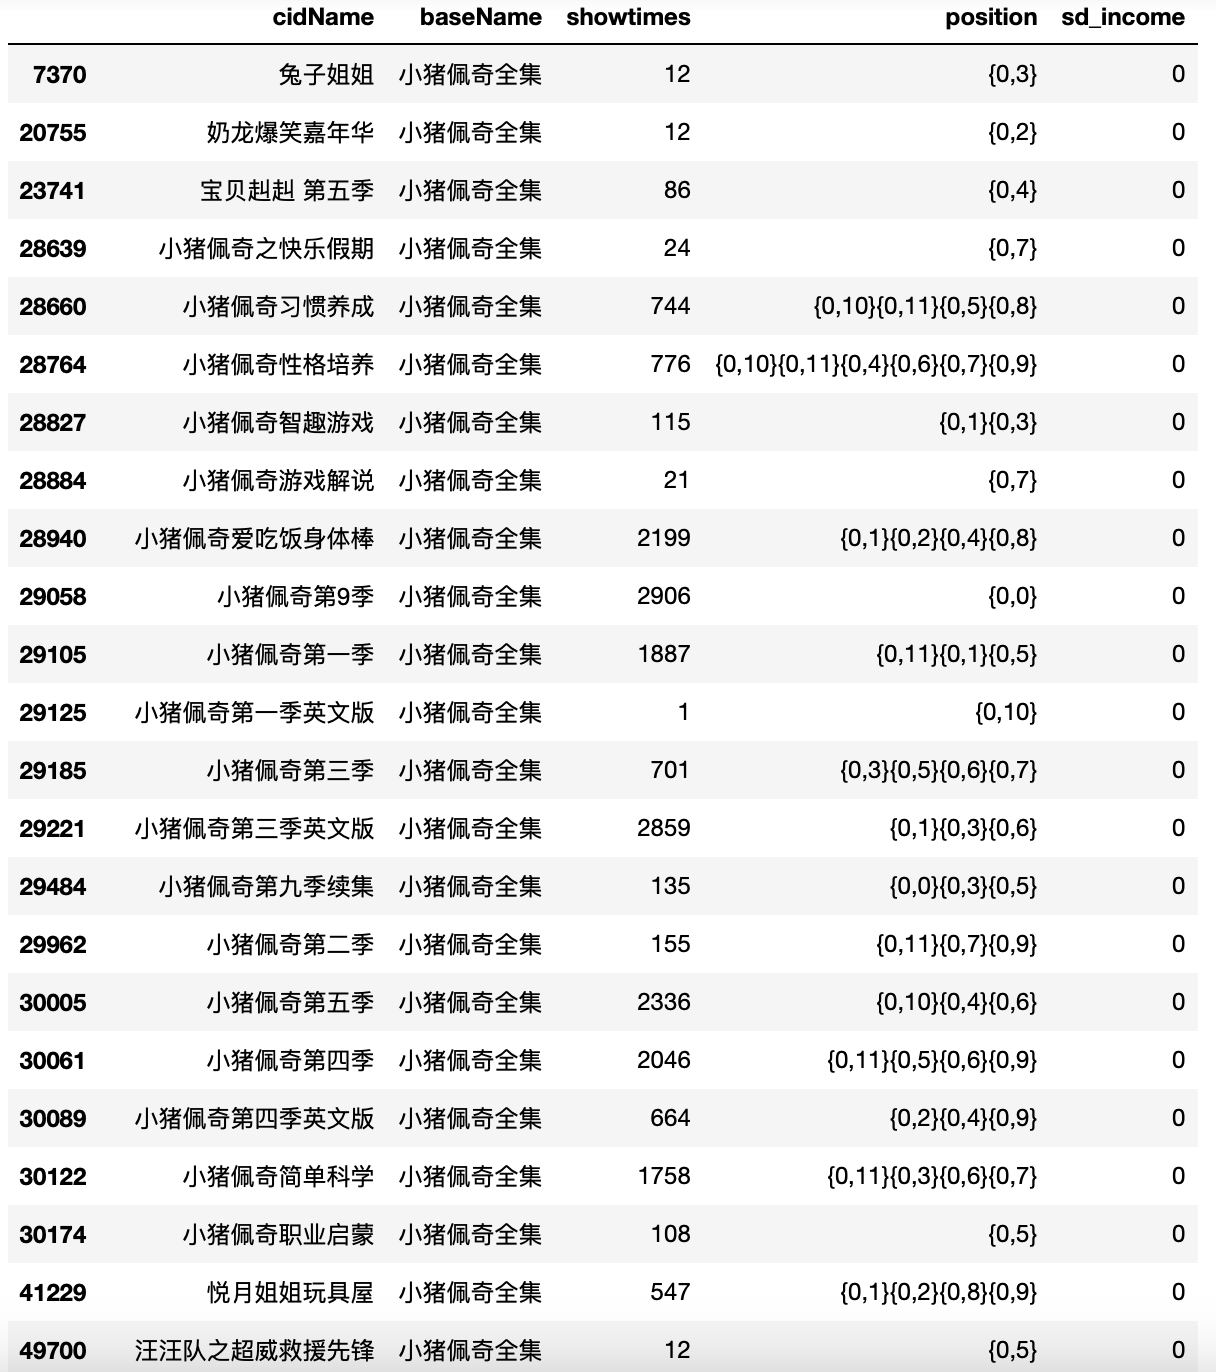 cidName baseName showtimes position sd_income
7370 兔子姐姐 小猪佩奇全集 12 {0,3} 0
20755 奶龙爆笑嘉年华 小猪佩奇全集 12 {0,2} 0
23741 宝贝赳赳 第五季 小猪佩奇全集 86 {0,4} 0
28639 小猪佩奇之快乐假期 小猪佩奇全集 24 {0,7} 0
28660 小猪佩奇习惯养成 小猪佩奇全集 744 {0,10}{0,11}{0,5}{0,8} 0
28764 小猪佩奇性格培养 小猪佩奇全集 776 {0,10}{0,11}{0,4}{0,6}{0,7}{0,9} 0
28827 小猪佩奇智趣游戏 小猪佩奇全集 115 {0,1}{0,3} 0
28884 小猪佩奇游戏解说 小猪佩奇全集 21 {0,7} 0
28940 小猪佩奇爱吃饭身体棒 小猪佩奇全集 2199 {0,1}{0,2}{0,4}{0,8} 0
29058 小猪佩奇第9季 小猪佩奇全集 2906 {0,0} 0
29105 小猪佩奇第一季 小猪佩奇全集 1887 {0,11}{0,1}{0,5} 0
29125 小猪佩奇第一季英文版 小猪佩奇全集 1 {0,10} 0
29185 小猪佩奇第三季 小猪佩奇全集 701 {0,3}{0,5}{0,6}{0,7} 0
29221 小猪佩奇第三季英文版 小猪佩奇全集 2859 {0,1}{0,3}{0,6} 0
29484 小猪佩奇第九季续集 小猪佩奇全集 135 {0,0}{0,3}{0,5} 0
29962 小猪佩奇第二季 小猪佩奇全集 155 {0,11}{0,7}{0,9} 0
30005 小猪佩奇第五季 小猪佩奇全集 2336 {0,10}{0,4}{0,6} 0
30061 小猪佩奇第四季 小猪佩奇全集 2046 {0,11}{0,5}{0,6}{0,9} 0
30089 小猪佩奇第四季英文版 小猪佩奇全集 664 {0,2}{0,4}{0,9} 0
30122 小猪佩奇简单科学 小猪佩奇全集 1758 {0,11}{0,3}{0,6}{0,7} 0
30174 小猪佩奇职业启蒙 小猪佩奇全集 108 {0,5} 0
41229 悦月姐姐玩具屋 小猪佩奇全集 547 {0,1}{0,2}{0,8}{0,9} 0
49700 汪汪队之超威救援先锋 小猪佩奇全集 12 {0,5} 0